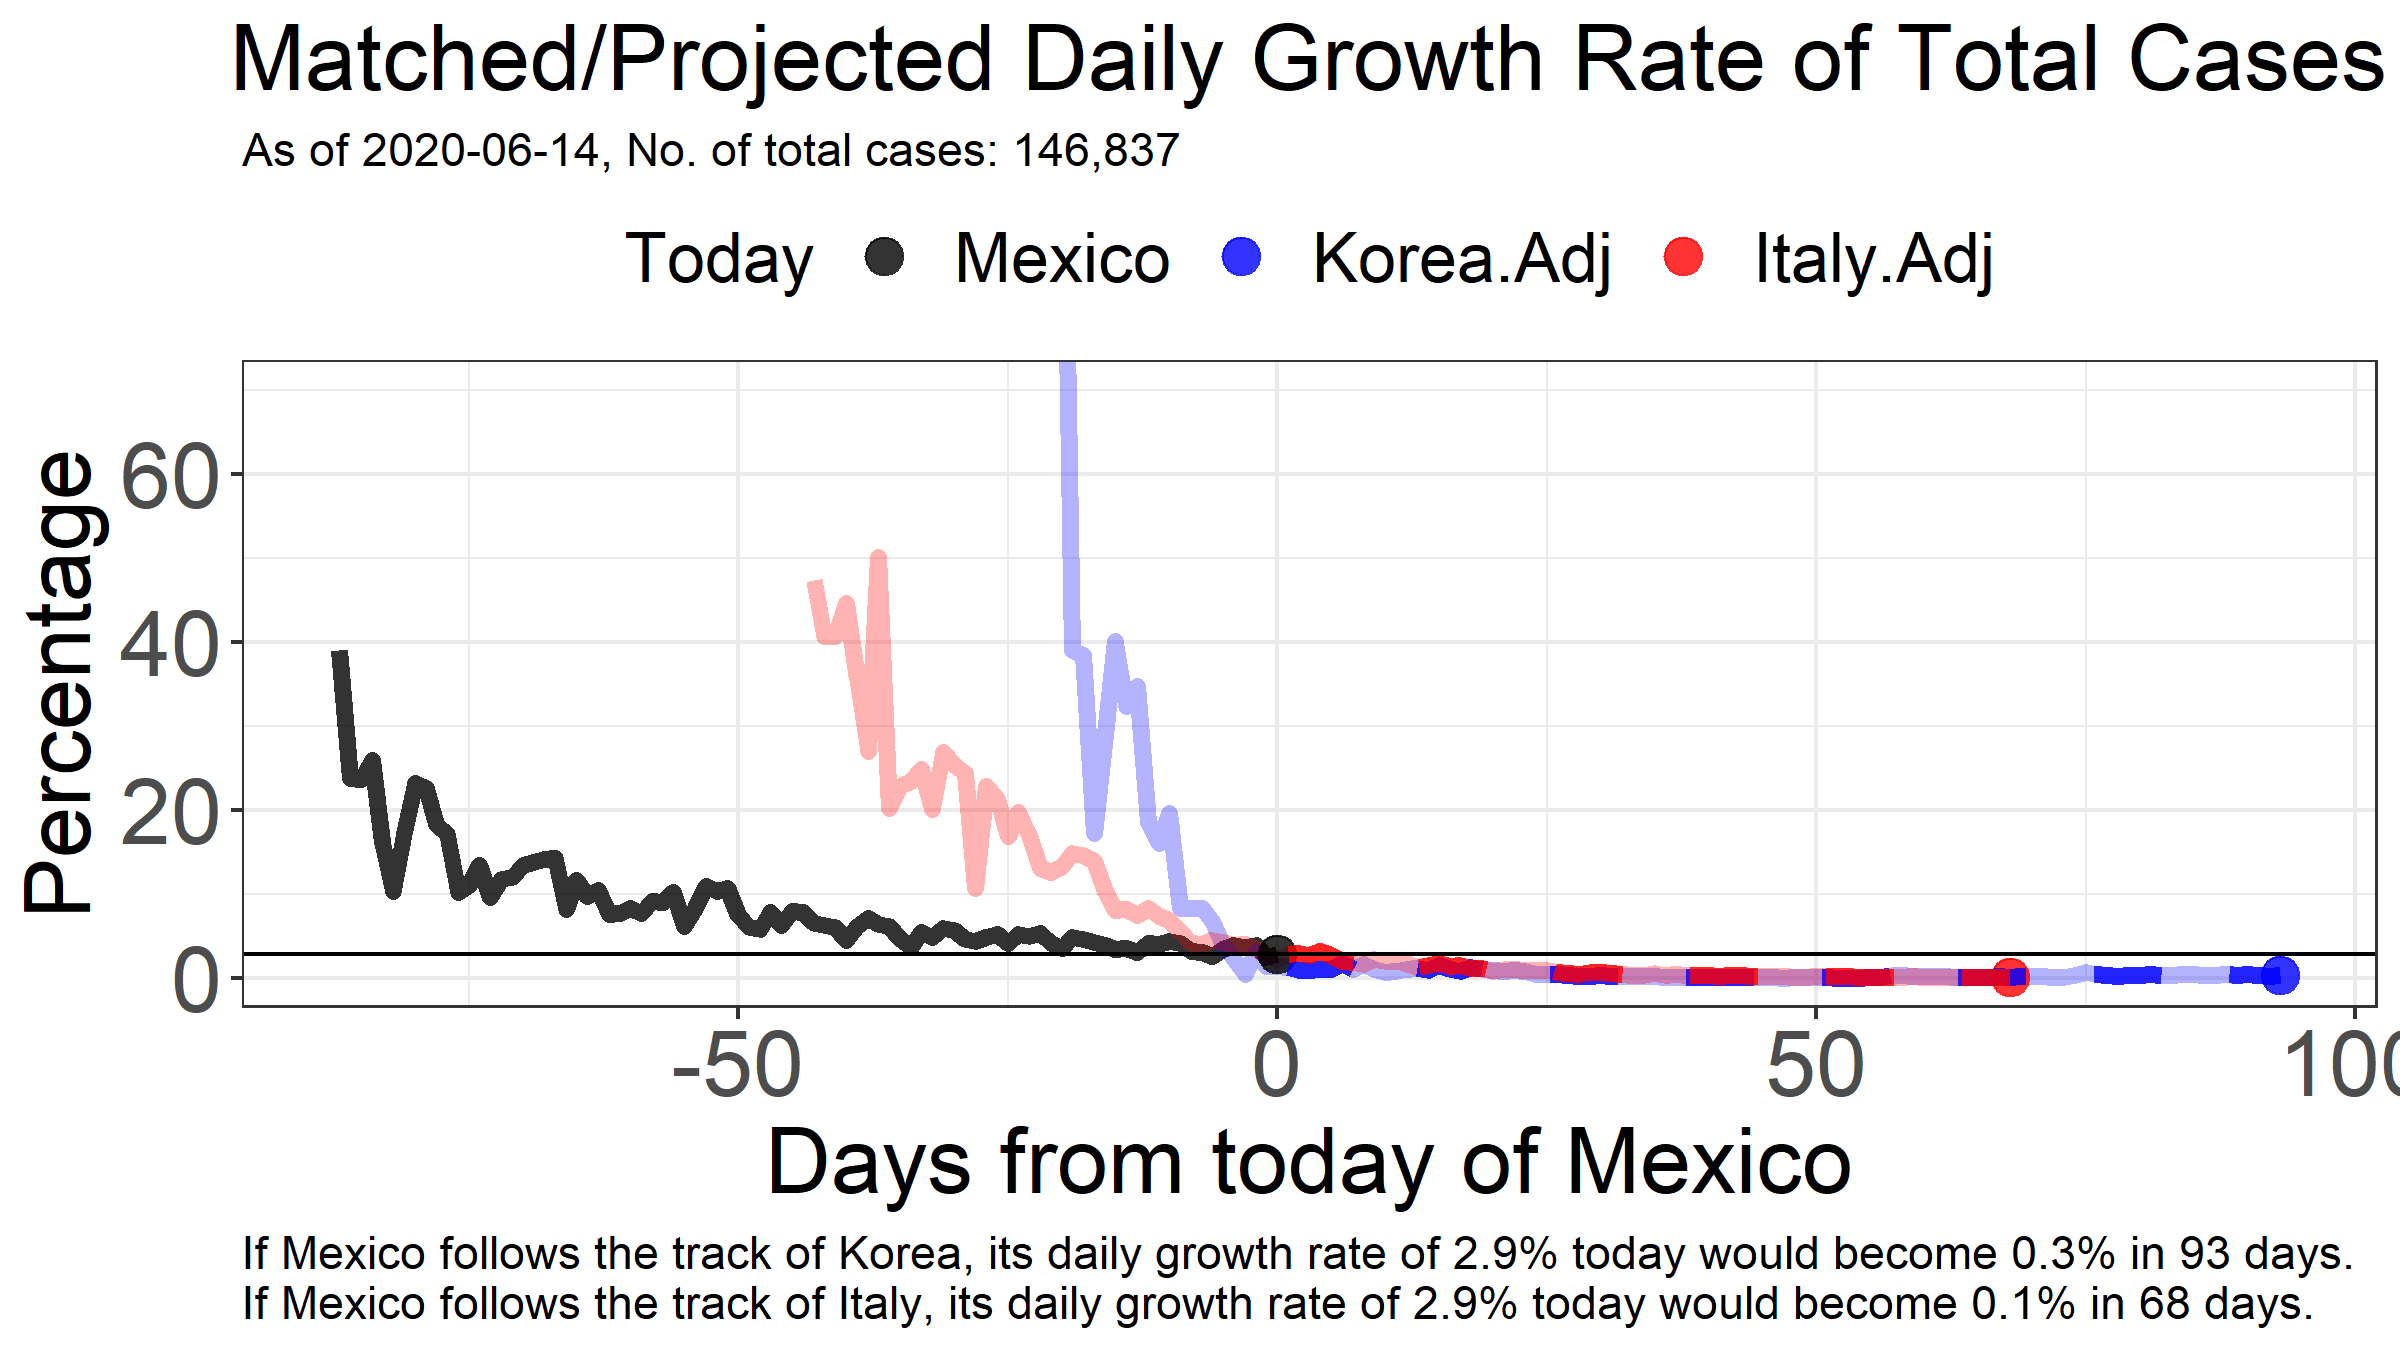 Matched/Projected Daily Growth Rate of Total Cases
As of 2020-06-14, No. of total cases: 146,837
Today Mexico Korea.Adj Italy.Adj
Percentage
60
40
20
0
-50 0 50 100
Days from today of Mexico
If Mexico follows the track of Korea, its daily growth rate of 2.9% today would become 0.3% in 93 days.
If Mexico follows the track of Italy, its daily growth rate of 2.9% today would become 0.1% in 68 days.